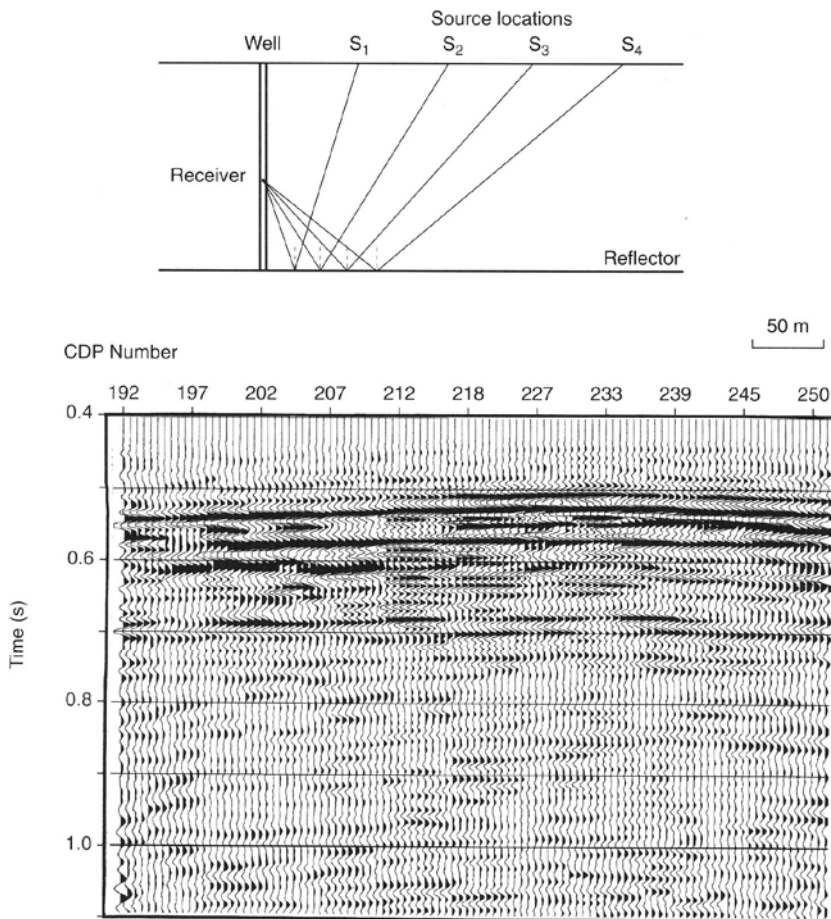 Source locations
Well S1 S2 S3 S4
Receiver
Reflector
50 m
CDP Number
192 197 202 207 212 218 227 233 239 245 250
0.4
0.6
0.8
1.0
Time (s)